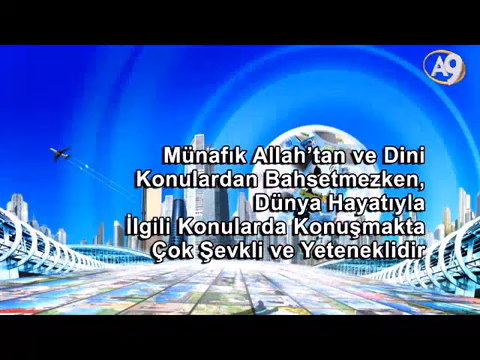 A9
Münafık Allah'tan ve Dini
Konulardan Bahsetmezken,
Dünya Hayatıyla
İlgili Konularda Konuşmakta
Çok Şevkli ve Yeteneklidir